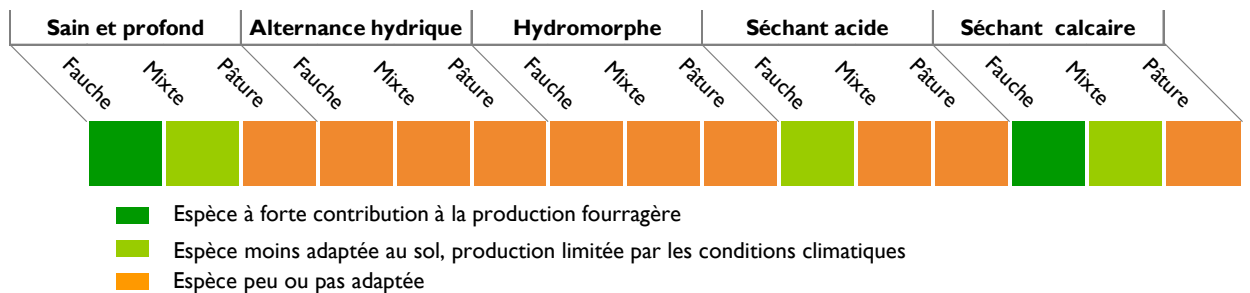 Sain et profond Alternance hydrique Hydromorphe Séchant acide Séchant calcaire
Fauche Mixte Pâture Fauche Mixte Pâture Fauche Mixte Pâture Fauche Mixte Pâture Fauche Mixte Pâture
Espèce à forte contribution à la production fourragère
Espèce moins adaptée au sol, production limitée par les conditions climatiques
Espèce peu ou pas adaptée